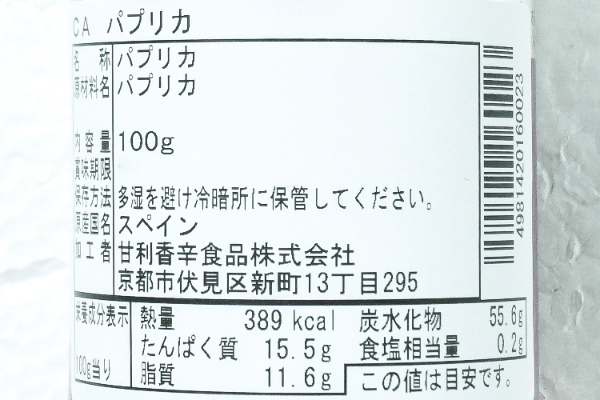 CA パプリカ
名 称 パプリカ
原材料名 パプリカ
内容量 100g
賞味期限
保存方法 多湿を避け冷暗所に保管してください。
原産国名 スペイン
加工者 甘利香辛食品株式会社
京都市伏見区新町13丁目295
栄養成分表示 熱量 389 kcal 炭水化物 55.6g
たんぱく質 15.5g 食塩相当量 0.2g
100g当り 脂質 11.6g この値は目安です。
4981420160023